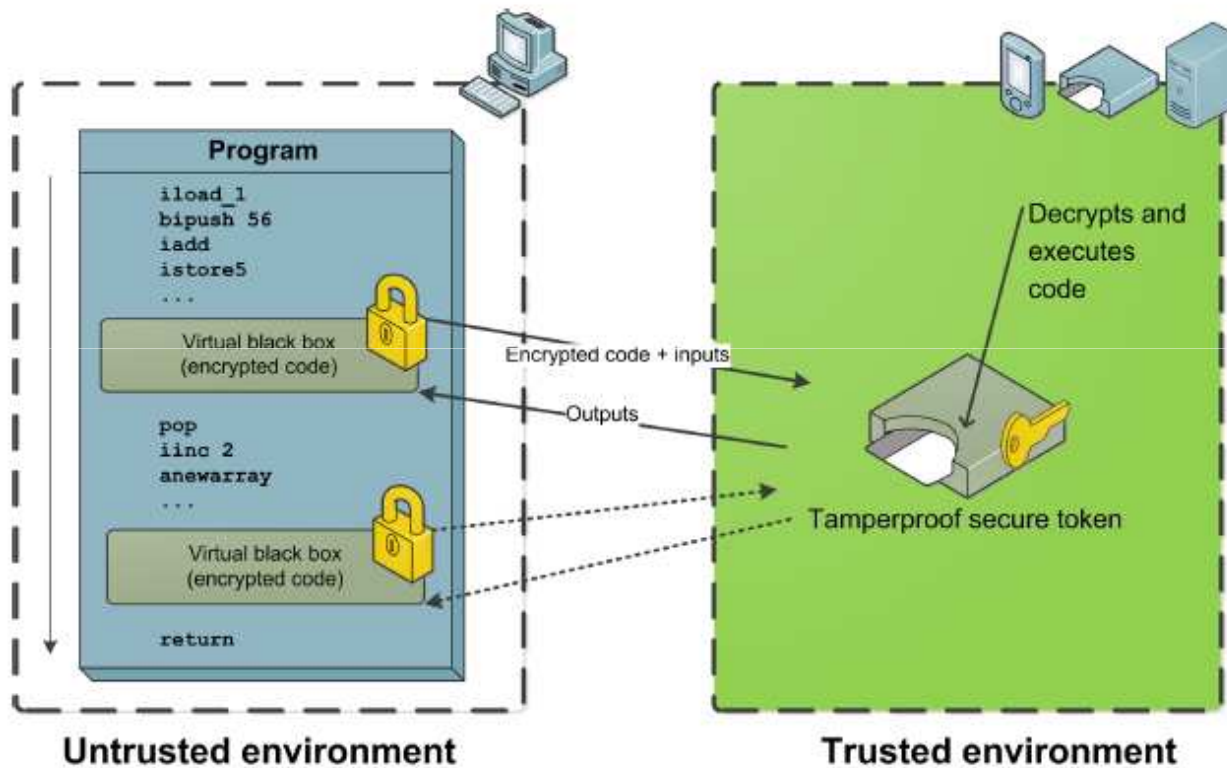 Program
iload_1
bipush 56
iadd
istore5
...
Virtual black box
(encrypted code)
pop
iinc 2
anewarray
...
Virtual black box
(encrypted code)
return
Encrypted code + inputs
Outputs
Decrypts and
executes
code
Tamperproof secure token
Untrusted environment
Trusted environment